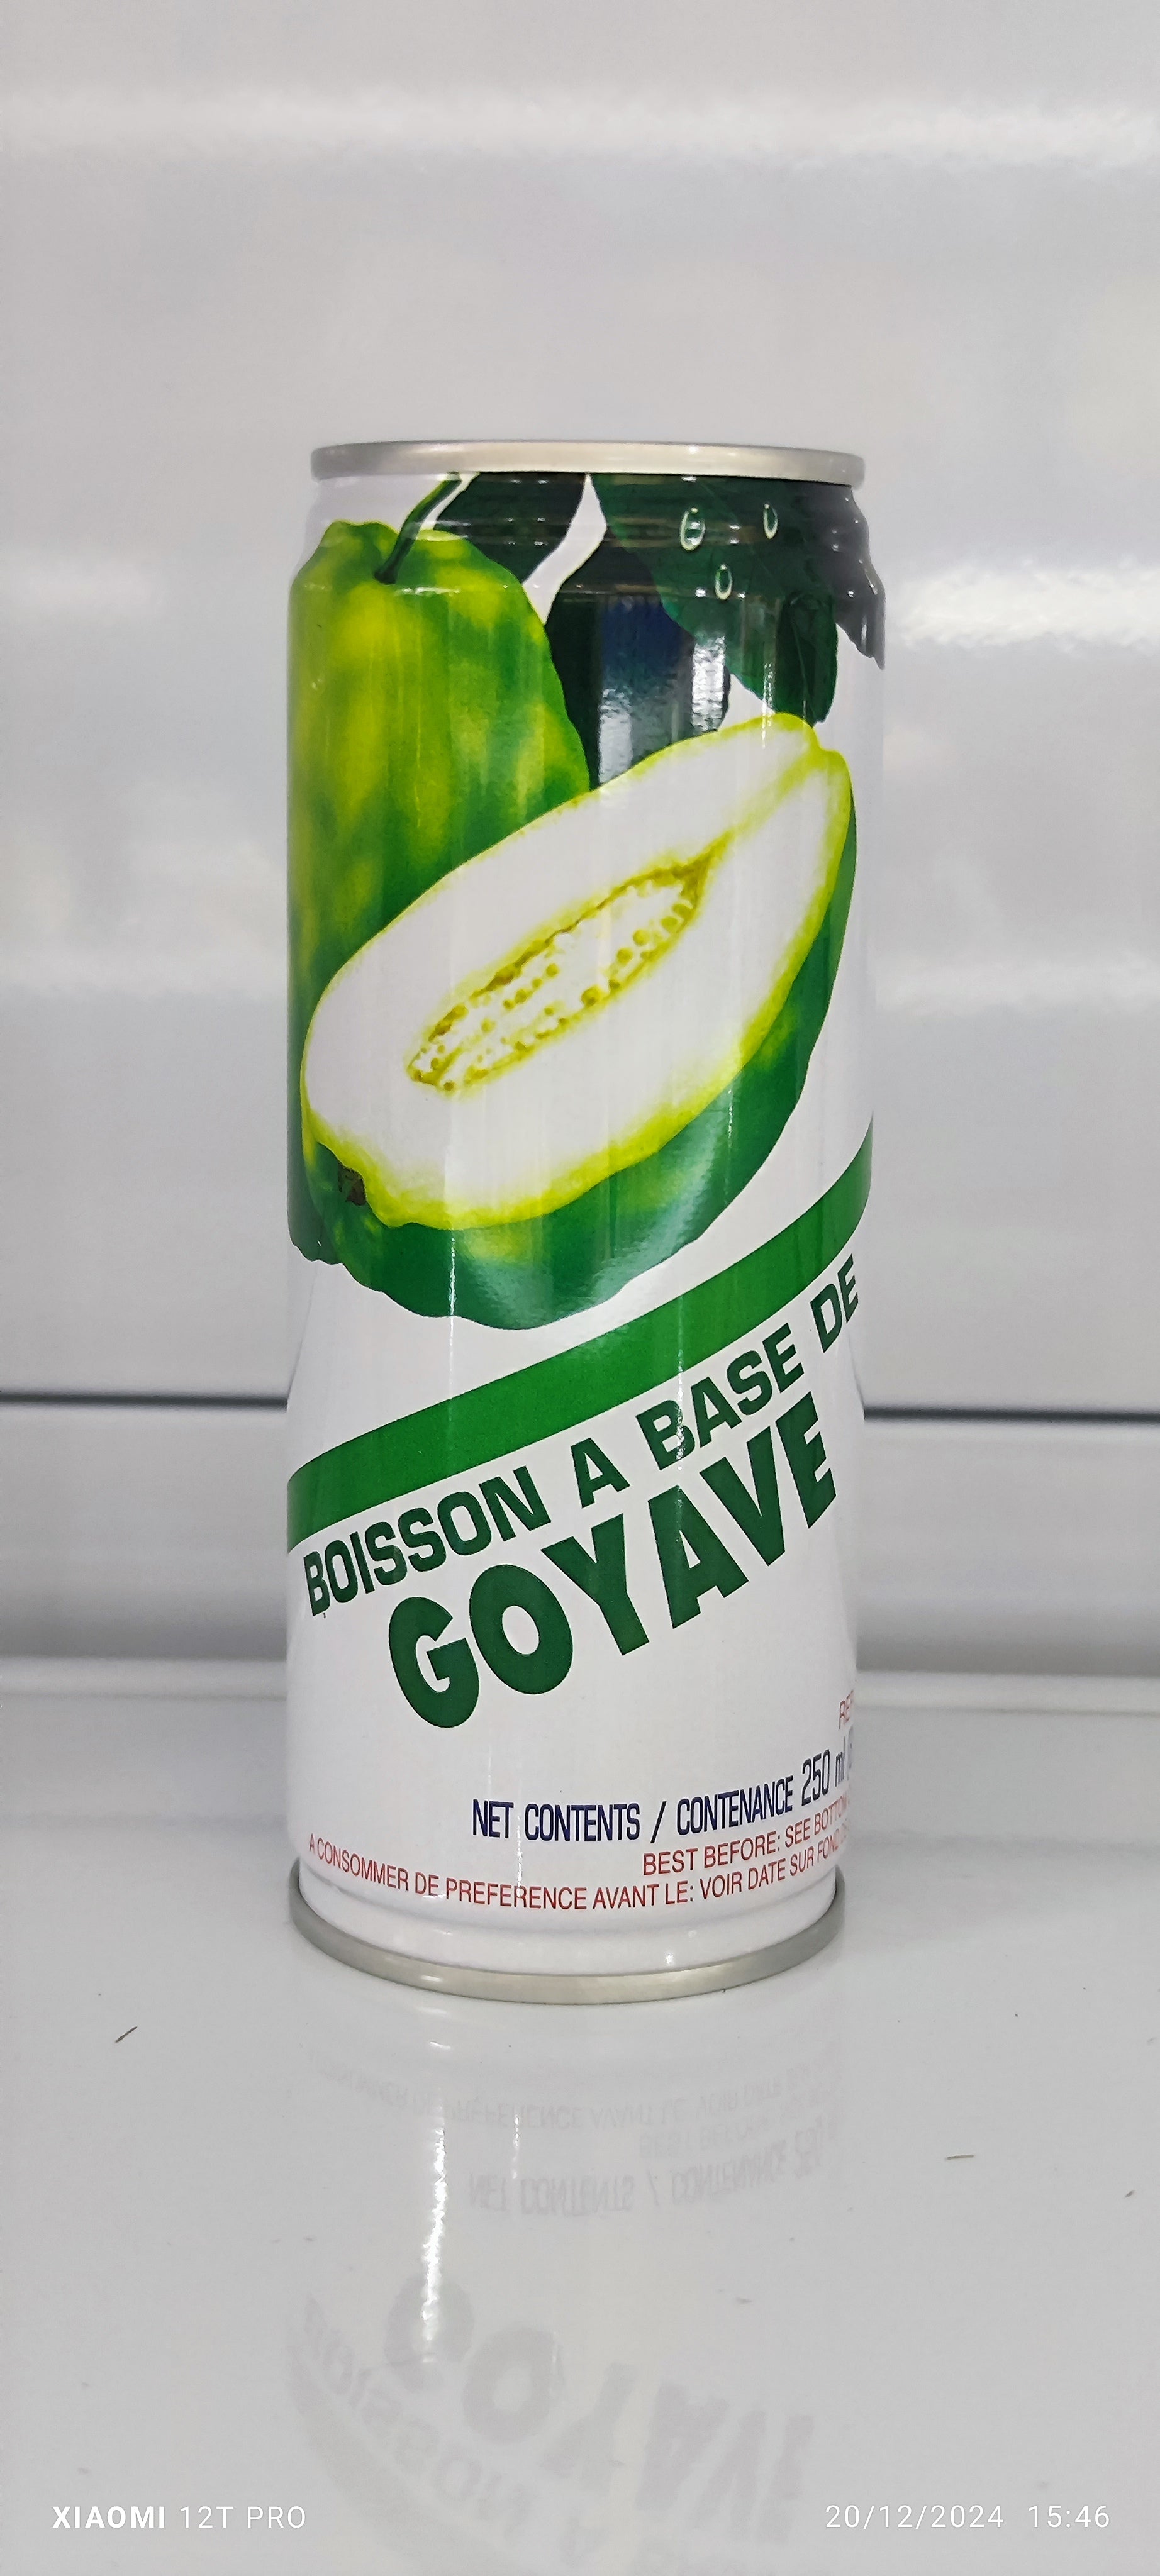 BOISSON A BASE DE
GOYAVE
NET CONTENTS / CONTENANCE 250 ml
BEST BEFORE: SEE BOTTOM
A CONSOMMER DE PREFERENCE AVANT LE: VOIR DATE SUR FOND
XIAOMI 12T PRO
20/12/2024 15:46